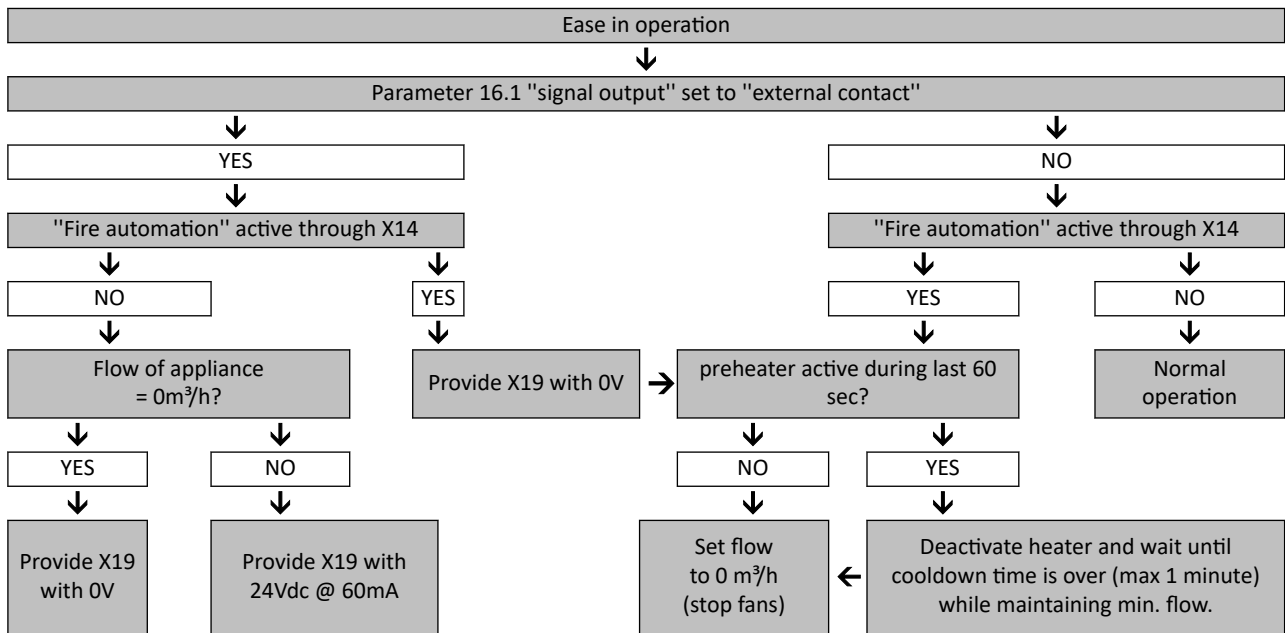 Ease in operation
Parameter 16.1 "signal output" set to "external contact"
YES
NO
"Fire automation" active through X14
"Fire automation" active through X14
NO
YES
YES
NO
Flow of appliance
= 0m³/h?
Provide X19 with 0V
preheater active during last 60
sec?
Normal
operation
YES
NO
NO
YES
Provide X19
with 0V
Provide X19 with
24Vdc @ 60mA
Set flow
to 0 m³/h
(stop fans)
Deactivate heater and wait until
cooldown time is over (max 1 minute)
while maintaining min. flow.